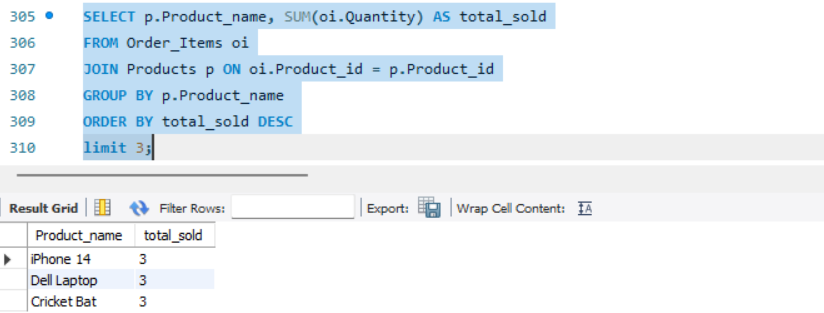 305 SELECT p.Product_name, SUM(oi.Quantity) AS total_sold
306 FROM Order_Items oi
307 JOIN Products p ON oi.Product_id = p.Product_id
308 GROUP BY p.Product_name
309 ORDER BY total_sold DESC
310 limit 3;
Result Grid Filter Rows: Export: Wrap Cell Content: IA
Product_name total_sold
iPhone 14 3
Dell Laptop 3
Cricket Bat 3